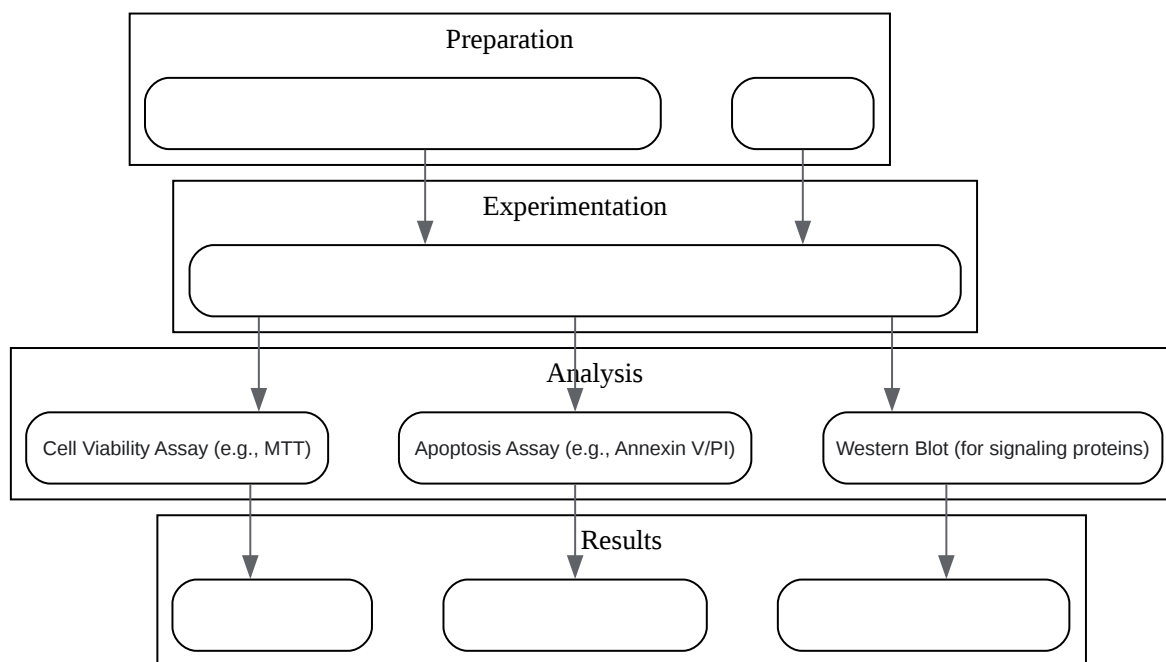 Preparation
Experimentation
Analysis
Cell Viability Assay (e.g., MTT)
Apoptosis Assay (e.g., Annexin V/PI)
Western Blot (for signaling proteins)
Results